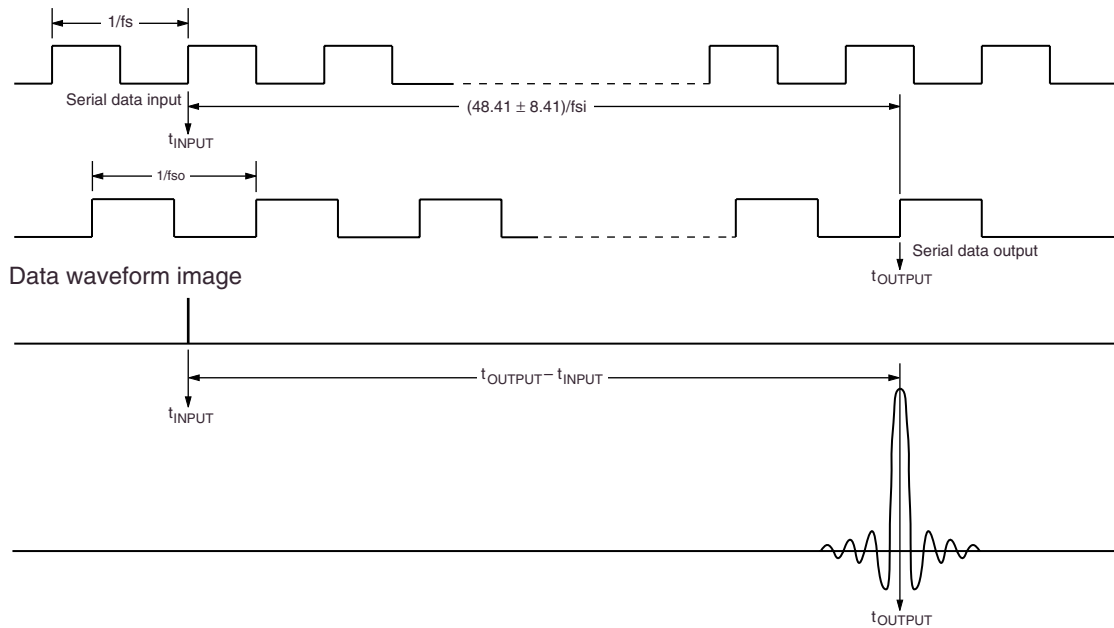 1/fs
Serial data input
(48.41 ± 8.41)/fsi
tINPUT
1/fso
Serial data output
tOUTPUT
Data waveform image
tOUTPUT – tINPUT
tINPUT
tOUTPUT